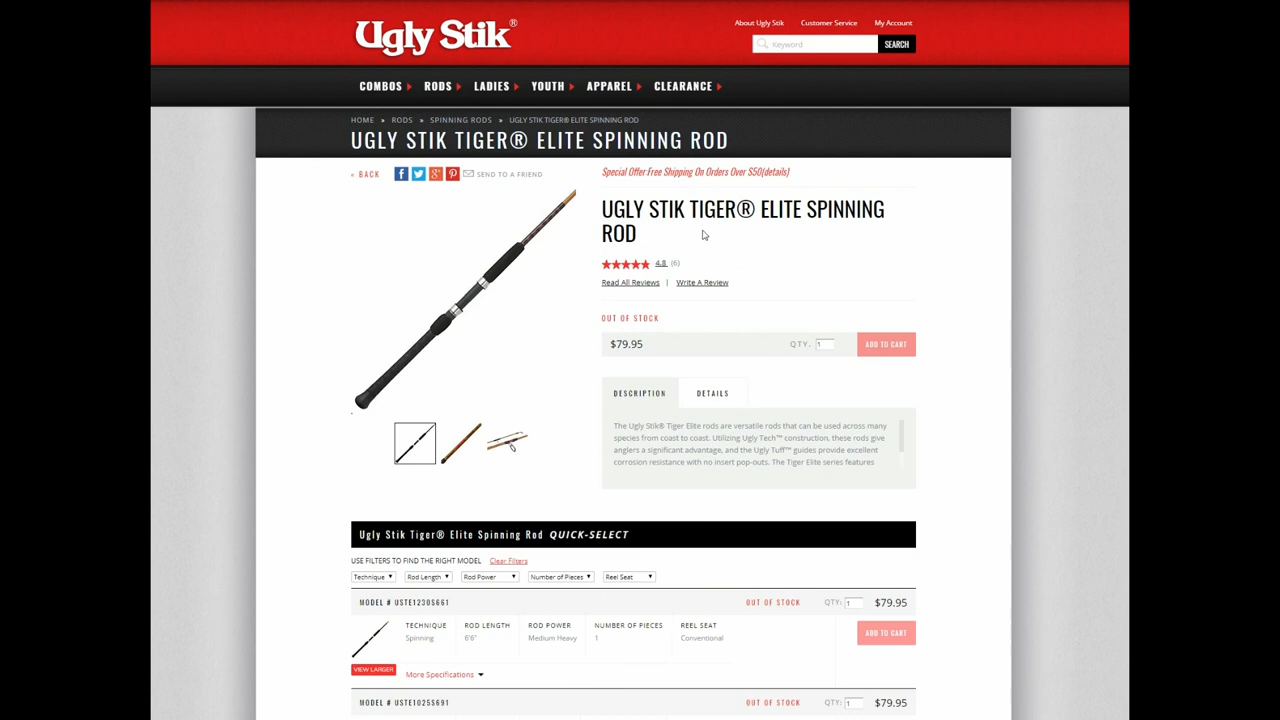 Ugly Stik®
About Ugly Stik Customer Service My Account
Keyword SEARCH
COMBOS RODS LADIES YOUTH APPAREL CLEARANCE
HOME » RODS » SPINNING RODS » UGLY STIK TIGER® ELITE SPINNING ROD
UGLY STIK TIGER® ELITE SPINNING ROD
« BACK SEND TO A FRIEND
Special Offer:Free Shipping On Orders Over $50(details)
UGLY STIK TIGER® ELITE SPINNING
ROD
4.8 (6)
Read All Reviews | Write A Review
OUT OF STOCK
$79.95 QTY. 1 ADD TO CART
DESCRIPTION DETAILS
The Ugly Stik® Tiger Elite rods are versatile rods that can be used across many
species from coast to coast. Utilizing Ugly Tech™ construction, these rods give
anglers a significant advantage, and the Ugly Tuff™ guides provide excellent
corrosion resistance with no insert pop-outs. The Tiger Elite series features
Ugly Stik Tiger® Elite Spinning Rod QUICK-SELECT
USE FILTERS TO FIND THE RIGHT MODEL Clear Filters
Technique Rod Length Rod Power Number of Pieces Reel Seat
MODEL # USTE1230S661 OUT OF STOCK QTY: 1 $79.95
TECHNIQUE ROD LENGTH ROD POWER NUMBER OF PIECES REEL SEAT
Spinning 6'6" Medium Heavy 1 Conventional
ADD TO CART
VIEW LARGER
More Specifications
MODEL # USTE1025S691 OUT OF STOCK QTY: 1 $79.95